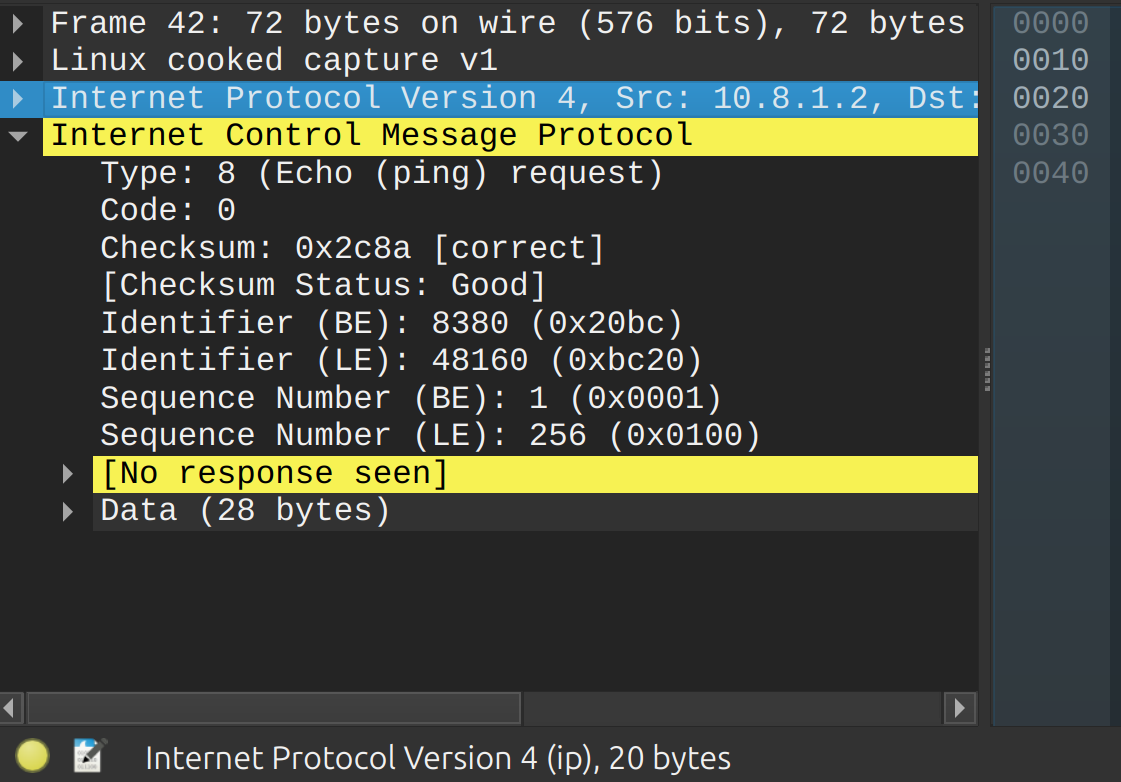 Frame 42: 72 bytes on wire (576 bits), 72 bytes
Linux cooked capture v1
Internet Protocol Version 4, Src: 10.8.1.2, Dst:
Internet Control Message Protocol
Type: 8 (Echo (ping) request)
Code: 0
Checksum: 0x2c8a [correct]
[Checksum Status: Good]
Identifier (BE): 8380 (0x20bc)
Identifier (LE): 48160 (0xbc20)
Sequence Number (BE): 1 (0x0001)
Sequence Number (LE): 256 (0x0100)
[No response seen]
Data (28 bytes)
0000
0010
0020
0030
0040
Internet Protocol Version 4 (ip), 20 bytes